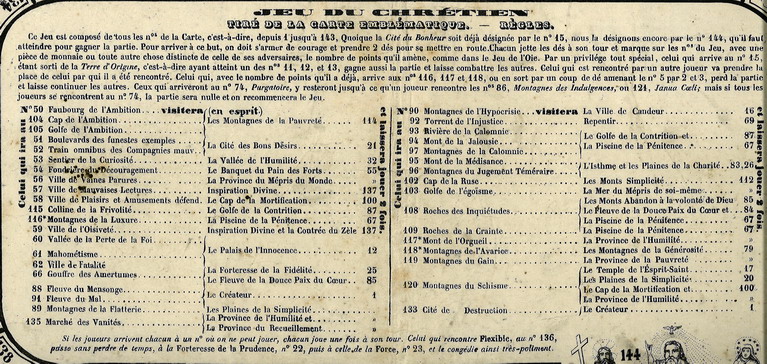 JEU DU CHRÉTIEN
TIRÉ DE LA CARTE EMBLÉMATIQUE. — RÈGLES.
Ce Jeu est composé de tous les nos de la Carte, c'est-à-dire, depuis 1 jusqu'à 143, Quoique la Cité du Bonheur soit déjà désignée par le n° 15, nous la désignons encore par le n° 144, qu'il faut
atteindre pour gagner la partie. Pour arriver à ce but, on doit s'armer de courage et prendre 2 dés pour se mettre en route. Chacun jette les dés à son tour et marque sur les nos du Jeu, avec une
pièce de monnaie ou toute autre chose distincte de celle de ses adversaires, le nombre de points qu'il amène, comme dans le Jeu de l'Oie. Par un privilége tout spécial, celui qui arrive au n° 15,
étant sorti de la Terre d'Origine, c'est-à-dire ayant atteint un des nos 11, 12, et 13, gagne aussi la partie et laisse combattre les autres. Celui qui est rencontré par un autre joueur va prendre la
place de celui par qui il a été rencontré. Celui qui, avec le nombre de points qu'il a déjà, arrive aux nos 116, 117 et 118, ou en sort par un coup de dé amenant le n° 5 par 2 et 3, perd la partie
et laisse continuer les autres. Ceux qui arriveront au n° 74, Purgatoire, y resteront jusqu'à ce qu'un joueur rencontre les nos 86, Montagnes des Indulgences, ou 121, Janua Cœli; mais si tous les
joueurs se rencontrent au n° 74, la partie sera nulle et on recommencera le Jeu.
Celui qui ira au
N° 50 Faubourg de l'Ambition . visitera (en esprit)
104 Cap de l'Ambition
105 Golfe de l'Ambition
Les Montagnes de la Pauvreté. 114
51 Boulevards des funestes exemples
52 Train omnibus des Compagnies mauv.
La Cité des Bons Désirs 21
53 Sentier de la Curiosité La Vallée de l'Humilité 32
54 Fondrière du Découragement Le Banquet du Pain des Forts 55
56 Ville de Vaines Parures La Province du Mépris du Monde »
57 Ville de Mauvaises Lectures Inspiration Divine 137
58 Ville de Plaisirs et Amusements défend. Le Cap de la Mortification 100
115 Colline de la Frivolité Le Golfe de la Contrition 87
116* Montagnes de la Luxure La Piscine de la Pénitence 67
59 Ville de l'Oisiveté Inspiration Divine et la Contrée du Zèle 137
60 Vallée de la Perte de la Foi
61 Mahométisme
Le Palais de l'Innocence 12
62 Ville de Fatalité
66 Gouffre des Amertumes
La Forteresse de la Fidélité 25
Le Fleuve de la Douce Paix du Cœur 85
88 Fleuve du Mensonge
91 Fleuve du Mal
Le Créateur 1
89 Montagnes de la Flatterie Les Plaines de la Simplicité »
135 Marché des Vanités
La Province de l'Humilité et »
La Province du Recueillement »
et laissera jouer 2 fois.
Celui qui ira au
N° 90 Montagnes de l'Hypocrisie . visitera La Ville de Candeur 16
92 Torrent de l'Injustice Repentir 69
93 Rivière de la Calomnie
94 Mont de la Jalousie
97 Montagnes de la Calomnie
Le Golfe de la Contrition et 87
La Piscine de la Pénitence 67
95 Mont de la Médisance
96 Montagnes du Jugement Téméraire
L'Isthme et les Plaines de la Charité. 83,26
102 Cap de la Ruse Les Monts Simplicité 112
103 Golfe de l'égoïsme La Mer du Mépris de soi-même »
108 Roches des Inquiétudes
Les Monts Abandon à la volonté de Dieu 85
Le Fleuve de la Douce Paix du Cœur et 84
La Piscine de la Pénitence 67
109 Roches de la Crainte La Piscine de la Pénitence 67
117* Mont de l'Orgueil La Province de l'Humilité »
118* Montagnes de l'Avarice Les Montagnes de la Générosité 79
119 Montagnes du Gain La Province de la Pauvreté »
120 Montagnes du Schisme
Le Temple de l'Esprit-Saint 17
Les Plaines de la Simplicité 20
Le Cap de la Mortification et 100
La Province de l'Humilité »
133 Cité de Destruction Le Créateur 1
et laissera jouer 2 fois.
Si les joueurs arrivent chacun à un n° où on ne peut jouer, chacun joue une fois à son tour. Celui qui rencontre Flexible, au n° 136,
passe sans perdre de temps, à la Forteresse de la Prudence, n° 22, puis à celle de la Force, n° 23, et le congédie ainsi très-poliment.
144
138